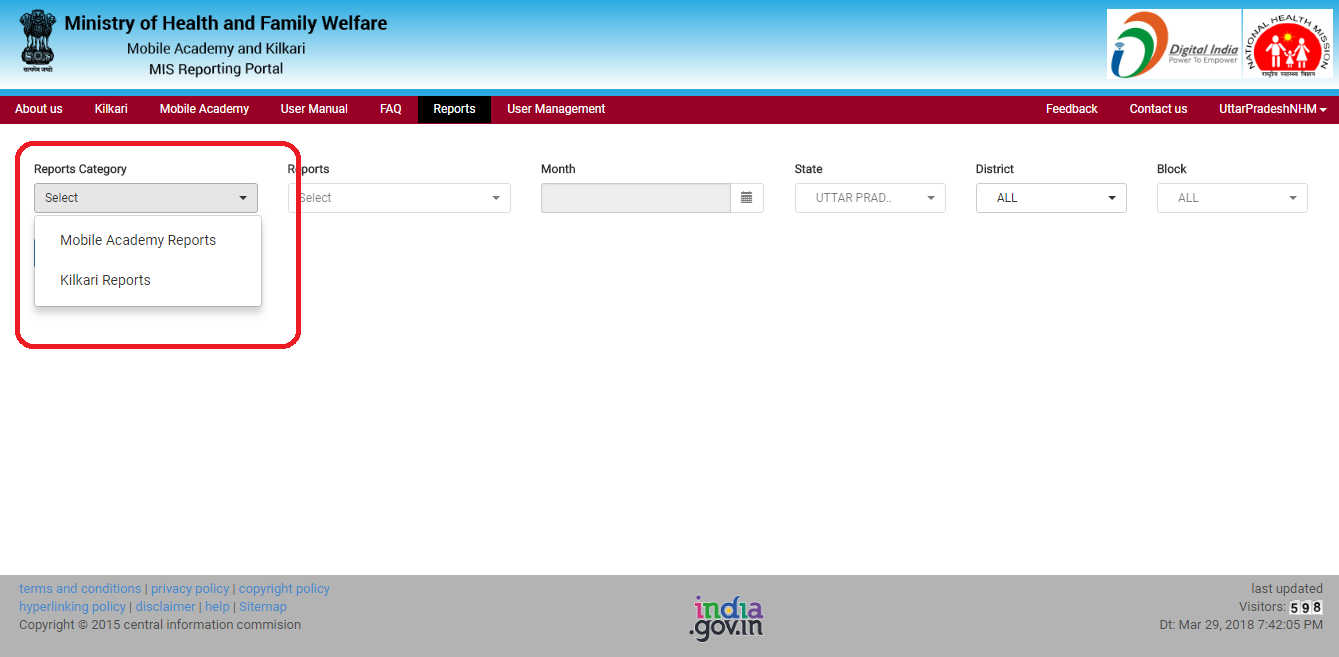 Ministry of Health and Family Welfare
Mobile Academy and Kilkari
MIS Reporting Portal
सत्यमेव जयते
Digital India
Power To Empower
NATIONAL HEALTH MISSION
राष्ट्रीय स्वास्थ्य मिशन
About us Kilkari Mobile Academy User Manual FAQ Reports User Management Feedback Contact us UttarPradeshNHM
Reports Category Reports Month State District Block
Select Select UTTAR PRAD.. ALL ALL
Mobile Academy Reports
Kilkari Reports
terms and conditions | privacy policy | copyright policy
hyperlinking policy | disclaimer | help | Sitemap
Copyright © 2015 central information commision
india
.gov.in
last updated
Visitors: 598
Dt: Mar 29, 2018 7:42:05 PM